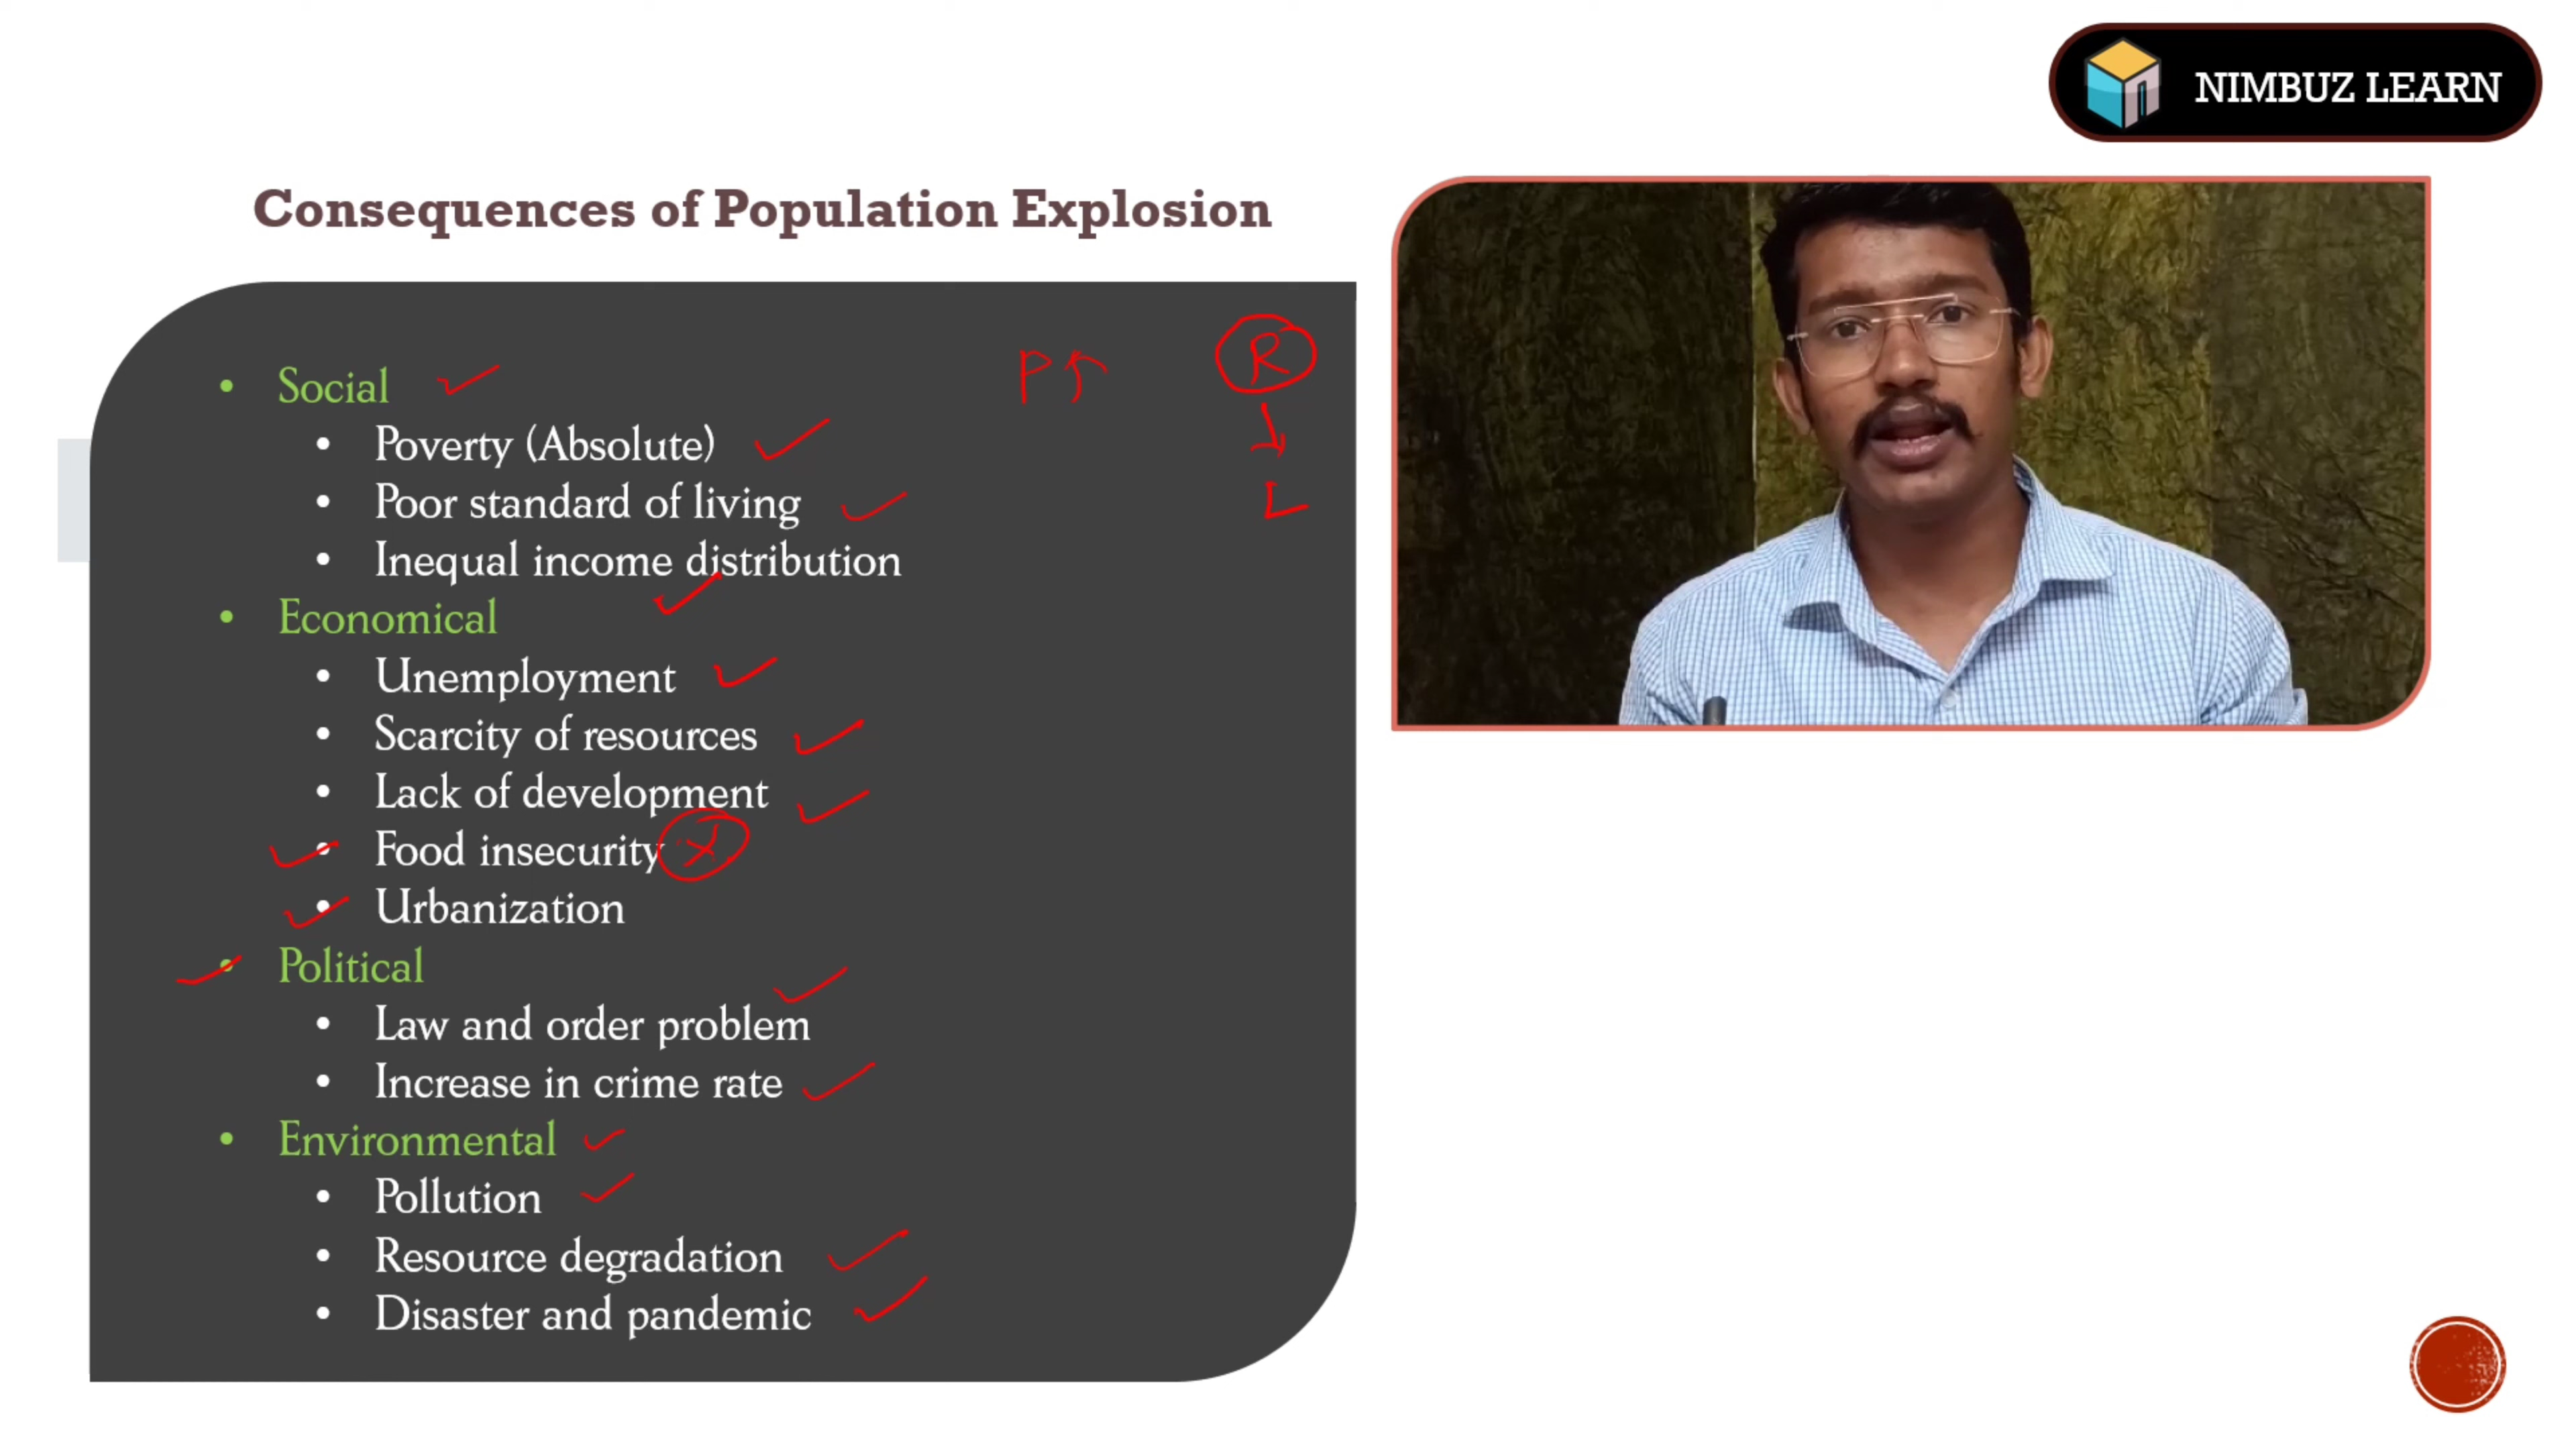 NIMBUZ LEARN
Consequences of Population Explosion
• Social
• Poverty (Absolute)
• Poor standard of living
• Inequal income distribution
• Economical
• Unemployment
• Scarcity of resources
• Lack of development
• Food insecurity
• Urbanization
• Political
• Law and order problem
• Increase in crime rate
• Environmental
• Pollution
• Resource degradation
• Disaster and pandemic
P↑
R
↓
L